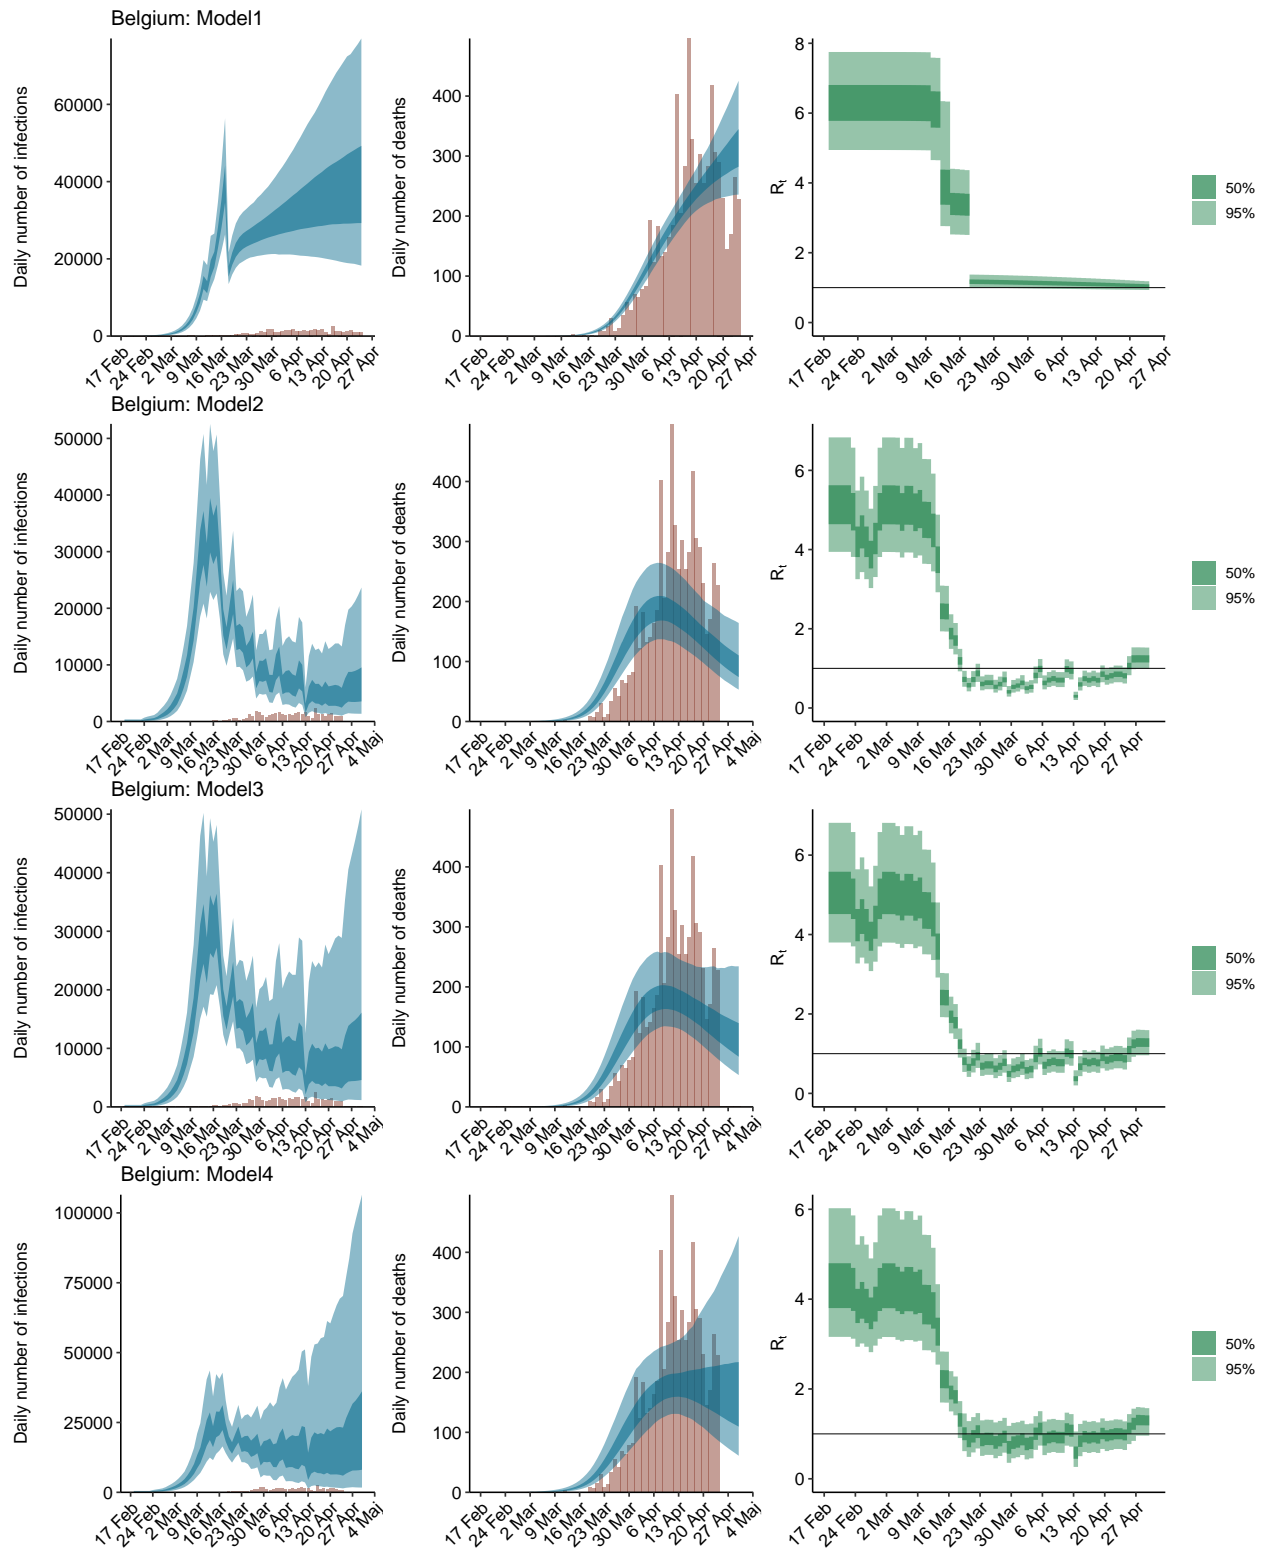 Belgium: Model1
Daily number of infections
60000
40000
20000
0
17 Feb
24 Feb
2 Mar
9 Mar
16 Mar
23 Mar
30 Mar
6 Apr
13 Apr
20 Apr
27 Apr
Daily number of deaths
400
300
200
100
0
17 Feb
24 Feb
2 Mar
9 Mar
16 Mar
23 Mar
30 Mar
6 Apr
13 Apr
20 Apr
27 Apr
Rt
8
6
4
2
0
17 Feb
24 Feb
2 Mar
9 Mar
16 Mar
23 Mar
30 Mar
6 Apr
13 Apr
20 Apr
27 Apr
50%
95%
Belgium: Model2
Daily number of infections
50000
40000
30000
20000
10000
0
17 Feb
24 Feb
2 Mar
9 Mar
16 Mar
23 Mar
30 Mar
6 Apr
13 Apr
20 Apr
27 Apr
4 Maj
Daily number of deaths
400
300
200
100
0
17 Feb
24 Feb
2 Mar
9 Mar
16 Mar
23 Mar
30 Mar
6 Apr
13 Apr
20 Apr
27 Apr
4 Maj
Rt
6
4
2
0
17 Feb
24 Feb
2 Mar
9 Mar
16 Mar
23 Mar
30 Mar
6 Apr
13 Apr
20 Apr
27 Apr
50%
95%
Belgium: Model3
Daily number of infections
50000
40000
30000
20000
10000
0
17 Feb
24 Feb
2 Mar
9 Mar
16 Mar
23 Mar
30 Mar
6 Apr
13 Apr
20 Apr
27 Apr
4 Maj
Daily number of deaths
400
300
200
100
0
17 Feb
24 Feb
2 Mar
9 Mar
16 Mar
23 Mar
30 Mar
6 Apr
13 Apr
20 Apr
27 Apr
4 Maj
Rt
6
4
2
0
17 Feb
24 Feb
2 Mar
9 Mar
16 Mar
23 Mar
30 Mar
6 Apr
13 Apr
20 Apr
27 Apr
50%
95%
Belgium: Model4
Daily number of infections
100000
75000
50000
25000
0
17 Feb
24 Feb
2 Mar
9 Mar
16 Mar
23 Mar
30 Mar
6 Apr
13 Apr
20 Apr
27 Apr
4 Maj
Daily number of deaths
400
300
200
100
0
17 Feb
24 Feb
2 Mar
9 Mar
16 Mar
23 Mar
30 Mar
6 Apr
13 Apr
20 Apr
27 Apr
4 Maj
Rt
6
4
2
0
17 Feb
24 Feb
2 Mar
9 Mar
16 Mar
23 Mar
30 Mar
6 Apr
13 Apr
20 Apr
27 Apr
50%
95%